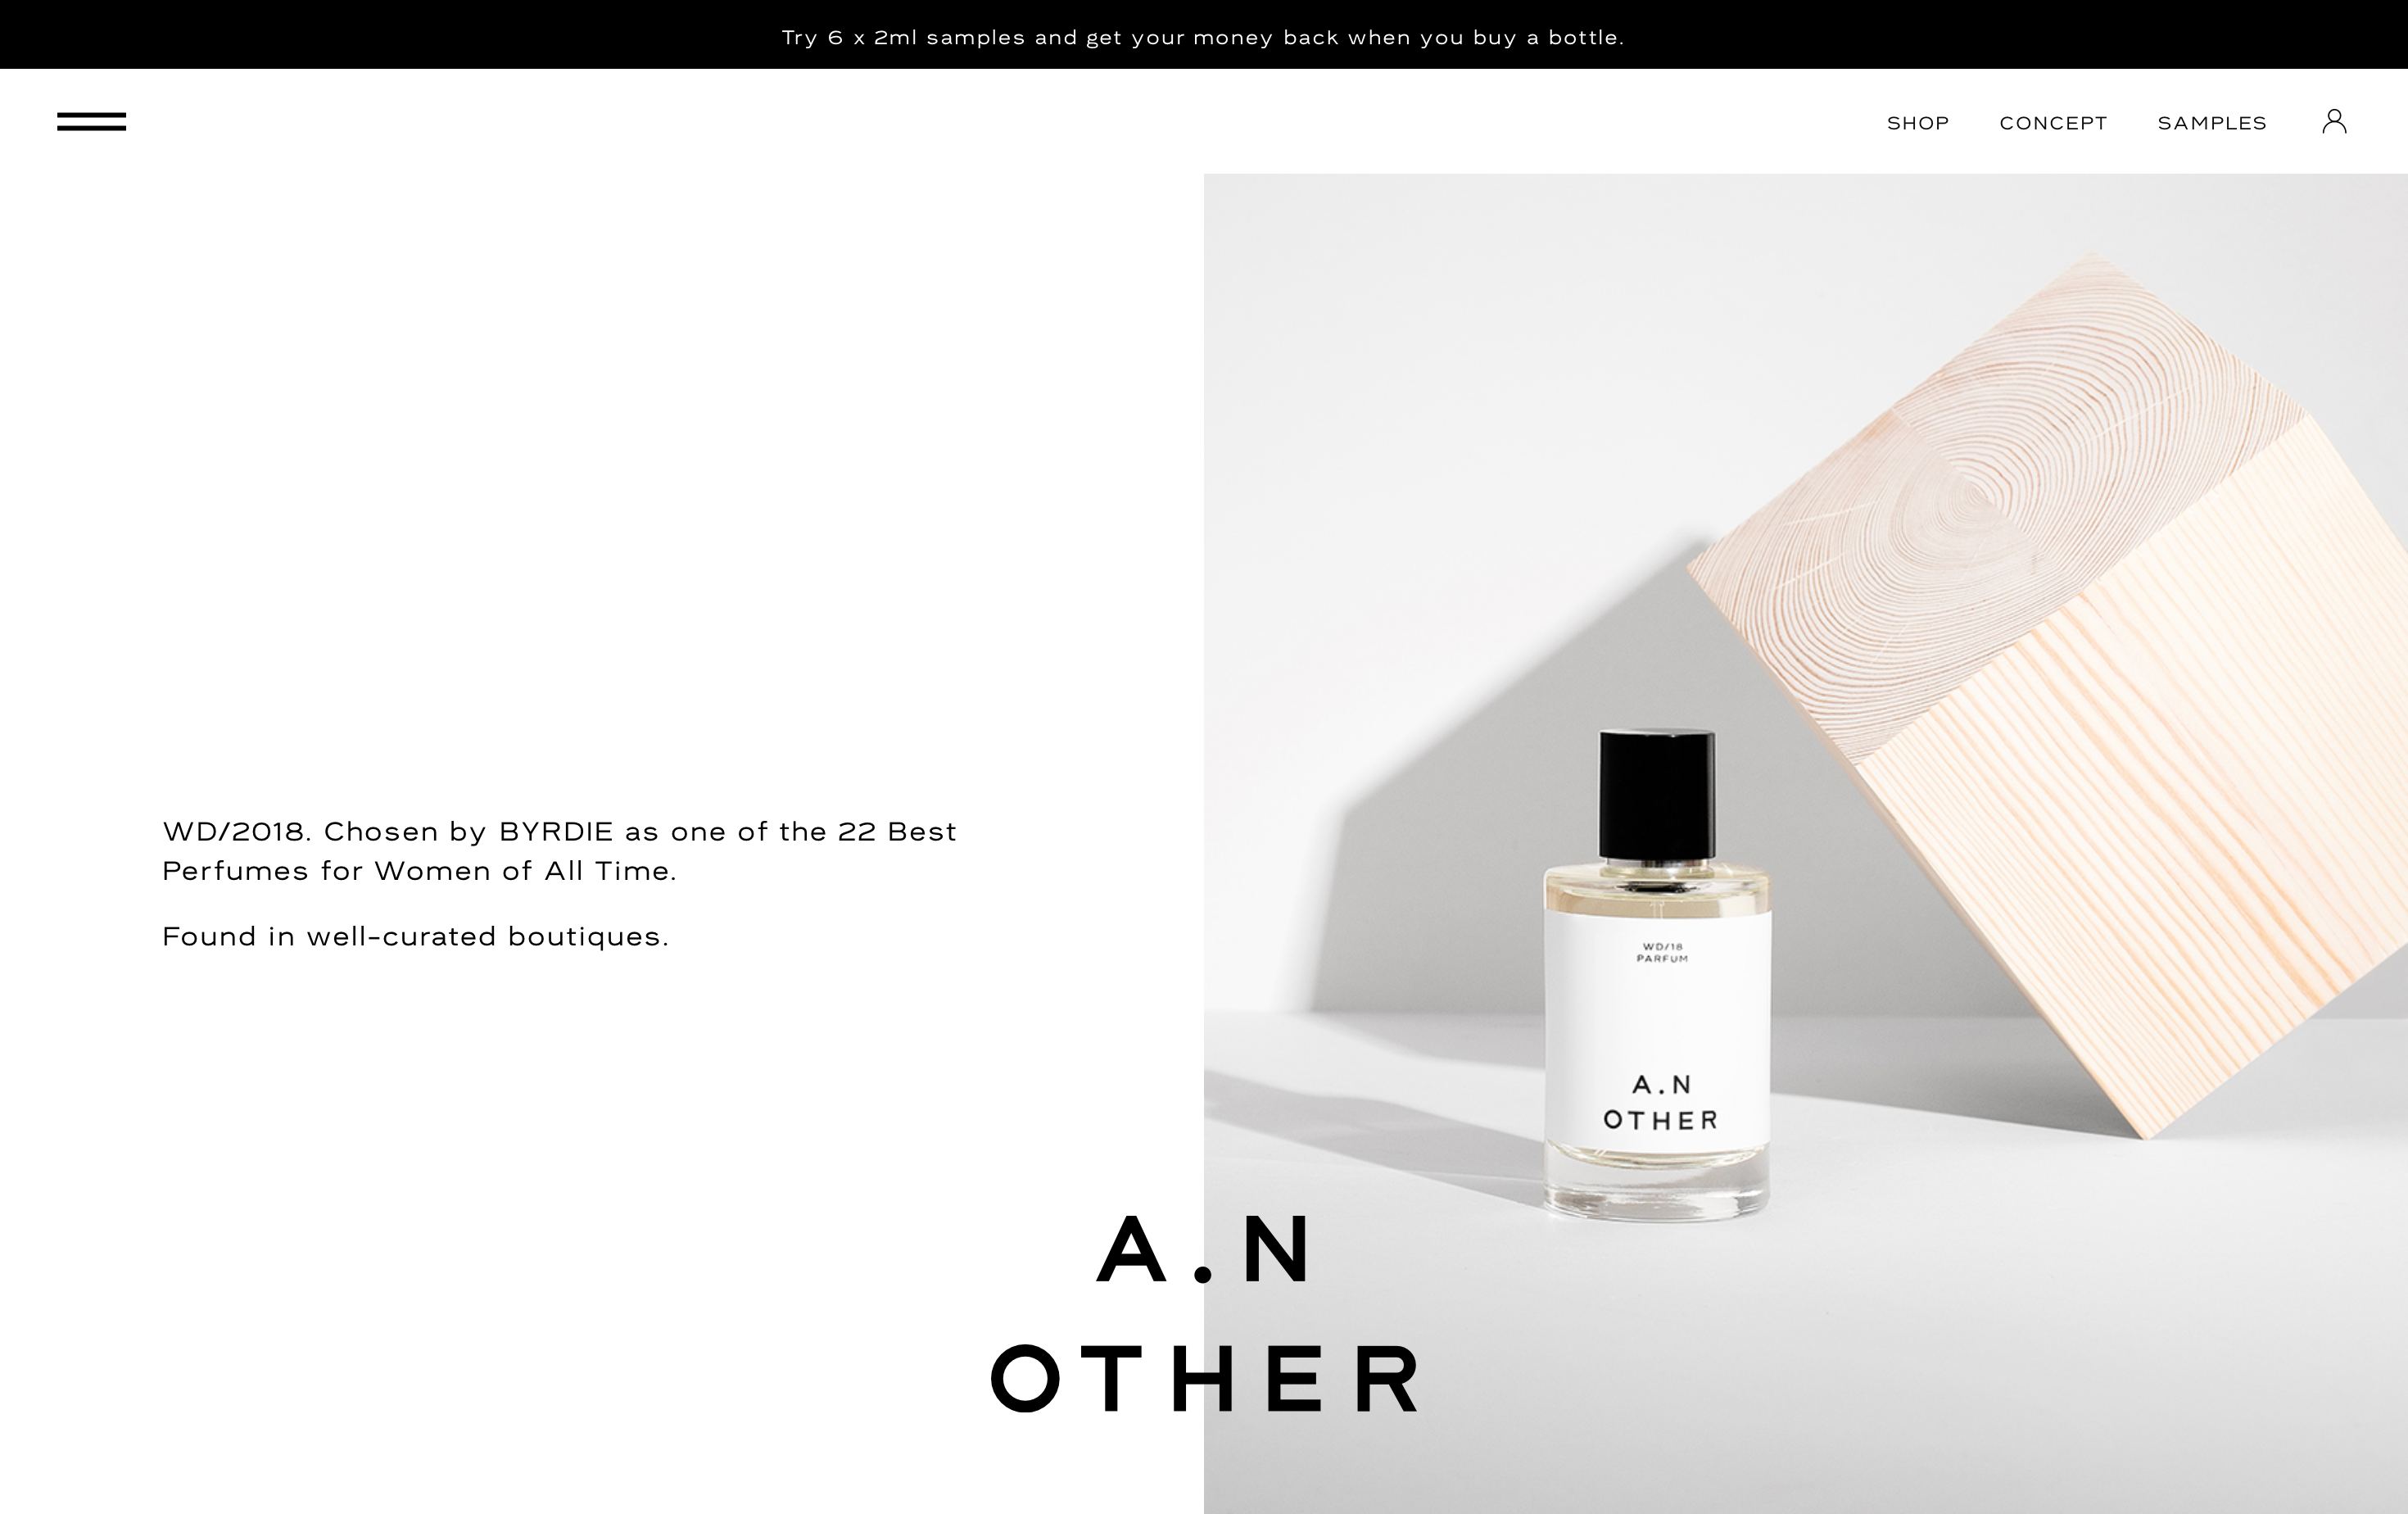 Try 6 x 2ml samples and get your money back when you buy a bottle.
SHOP CONCEPT SAMPLES
WD/2018. Chosen by BYRDIE as one of the 22 Best
Perfumes for Women of All Time.
Found in well-curated boutiques.
WD/18
PARFUM
A.N
OTHER
A.N
OTHER